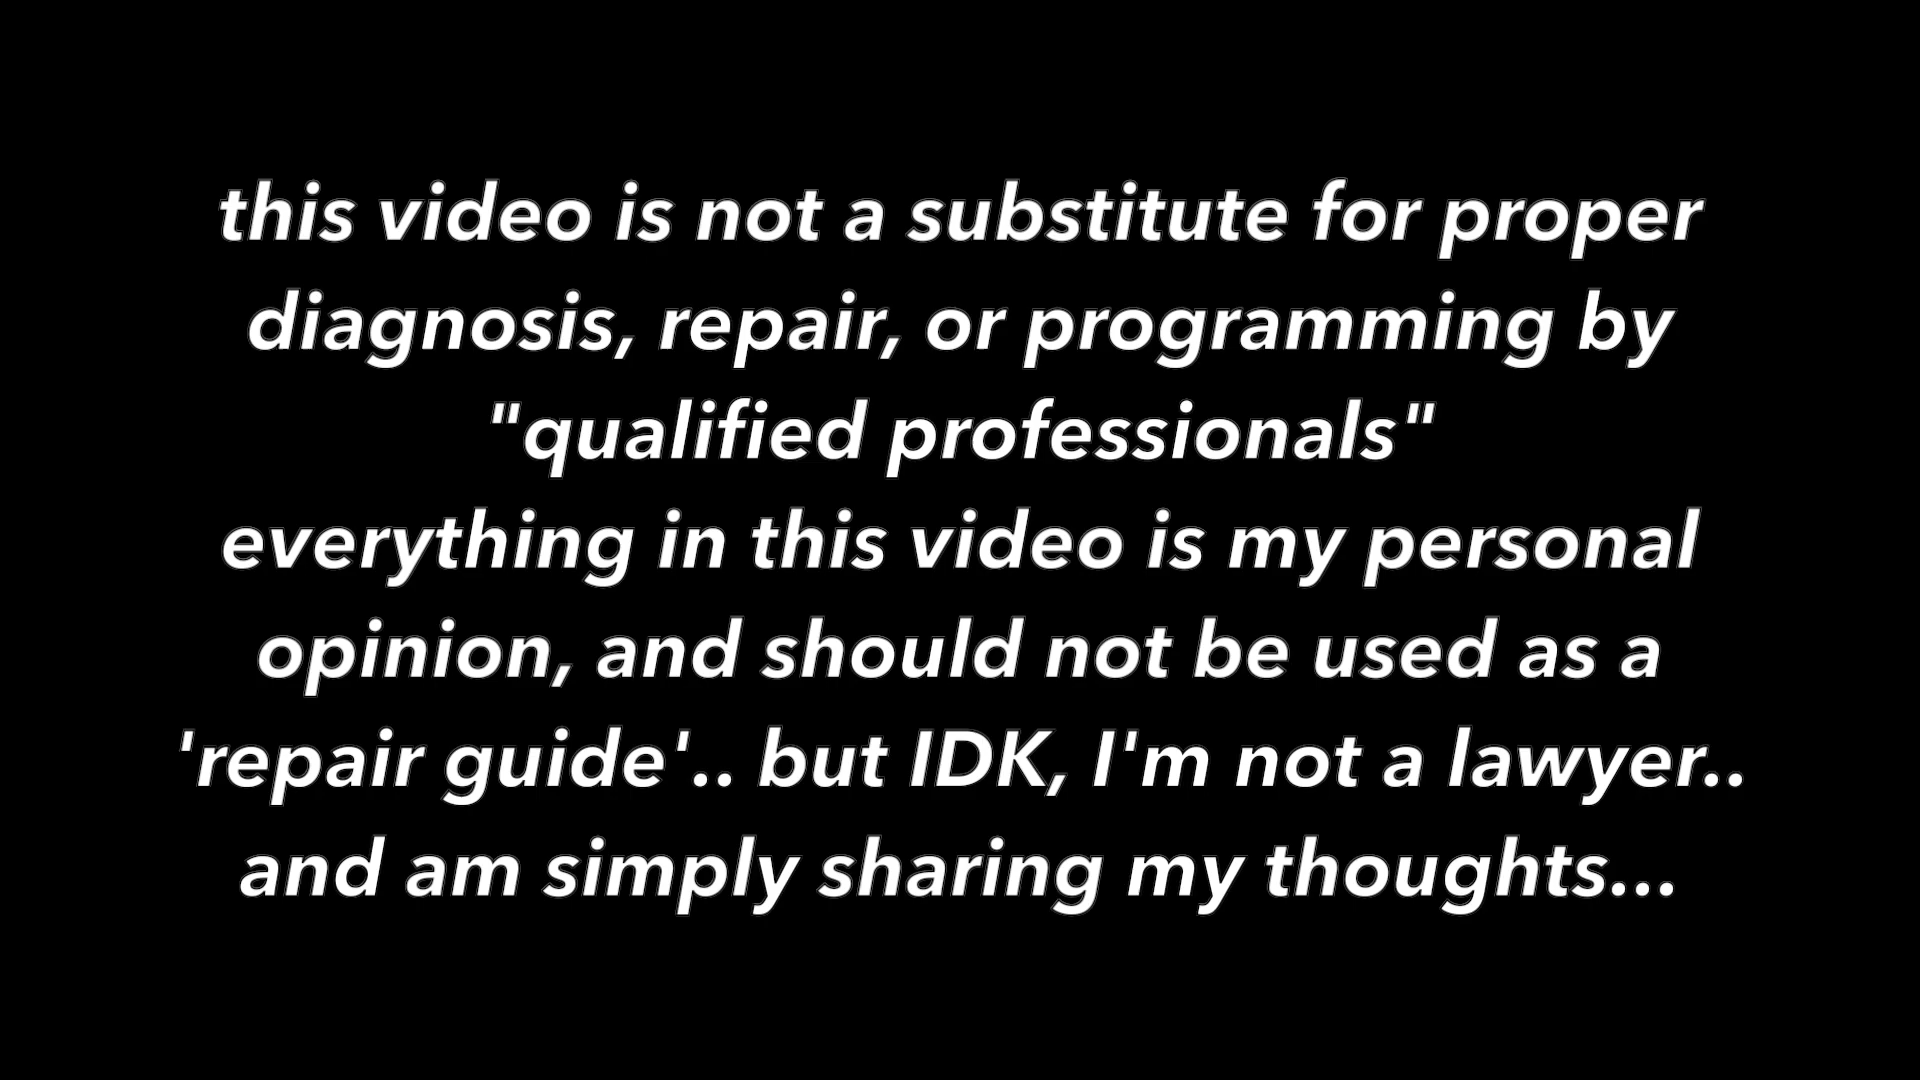 this video is not a substitute for proper
diagnosis, repair, or programming by
"qualified professionals"
everything in this video is my personal
opinion, and should not be used as a
'repair guide'.. but IDK, I'm not a lawyer..
and am simply sharing my thoughts...